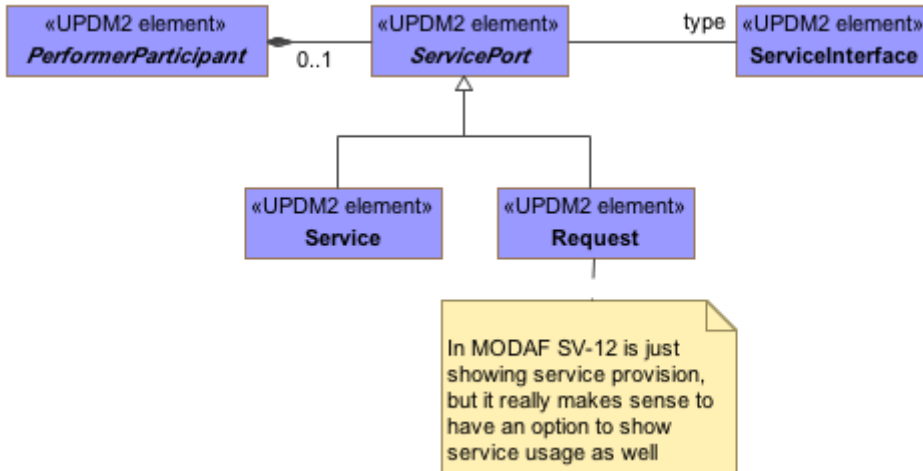 «UPDM2 element»
PerformerParticipant
0..1
«UPDM2 element»
ServicePort
type
«UPDM2 element»
ServiceInterface
«UPDM2 element»
Service
«UPDM2 element»
Request
In MODAF SV-12 is just
showing service provision,
but it really makes sense to
have an option to show
service usage as well